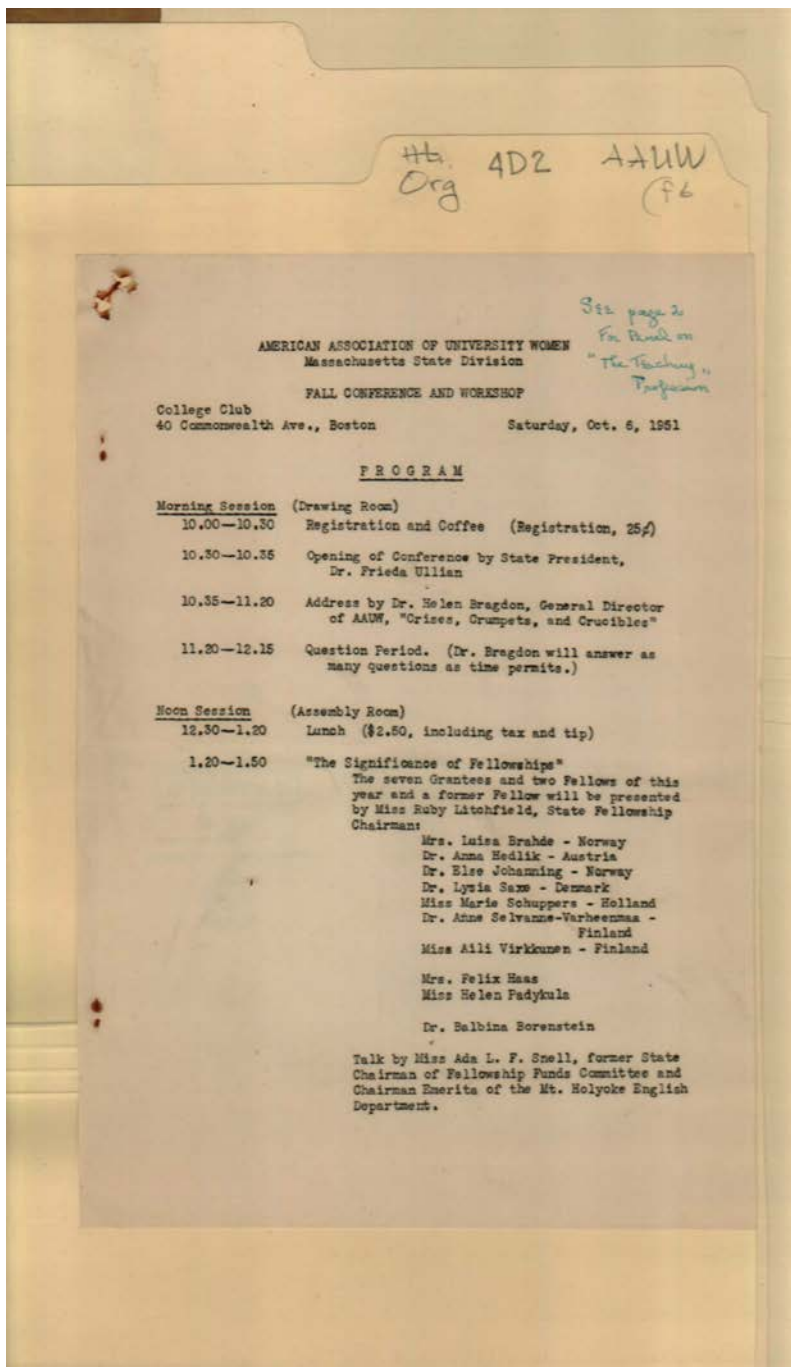 Ht.
Org
4D2
AAUW
See page 2
For Panel on
"The Teaching
Profession"
AMERICAN ASSOCIATION OF UNIVERSITY WOMEN
Massachusetts State Division
FALL CONFERENCE AND WORKSHOP
College Club
40 Commonwealth Ave., Boston Saturday, Oct. 6, 1951
PROGRAM
Morning Session (Drawing Room)
10.00—10.30 Registration and Coffee (Registration, 25¢)
10.30—10.35 Opening of Conference by State President,
Dr. Frieda Ullian
10.35—11.20 Address by Dr. Helen Bragdon, General Director
of AAUW, "Crises, Crumpets, and Crucibles"
11.20—12.15 Question Period. (Dr. Bragdon will answer as
many questions as time permits.)
Noon Session (Assembly Room)
12.30—1.20 Lunch ($2.50, including tax and tip)
1.20—1.50 "The Significance of Fellowships"
The seven Grantees and two Fellows of this
year and a former Fellow will be presented
by Miss Ruby Litchfield, State Fellowship
Chairman:
Mrs. Luisa Brahde - Norway
Dr. Anna Hedlik - Austria
Dr. Else Johanning - Norway
Dr. Lysia Saxe - Denmark
Miss Marie Schuppers - Holland
Dr. Anne Selvanne-Varheenmaa -
Finland
Miss Aili Virkkunen - Finland
Mrs. Felix Haas
Miss Helen Padykula
Dr. Balbina Borenstein
Talk by Miss Ada L. F. Snell, former State
Chairman of Fellowship Funds Committee and
Chairman Emerita of the Mt. Holyoke English
Department.